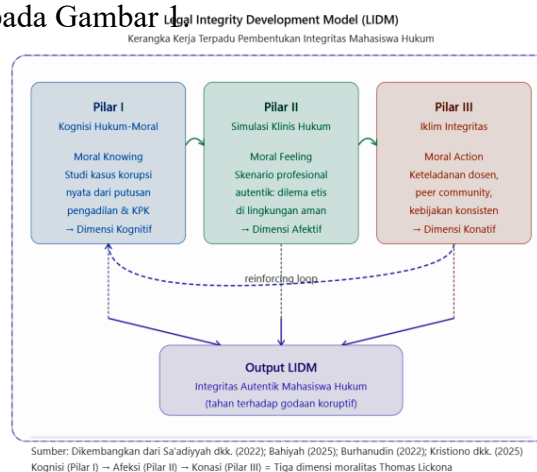 pada Gambar 1.
Legal Integrity Development Model (LIDM)
Kerangka Kerja Terpadu Pembentukan Integritas Mahasiswa Hukum
Pilar I
Kognisi Hukum-Moral
Moral Knowing
Studi kasus korupsi
nyata dari putusan
pengadilan & KPK
→ Dimensi Kognitif
Pilar II
Simulasi Klinis Hukum
Moral Feeling
Skenario profesional
autentik: dilema etis
di lingkungan aman
→ Dimensi Afektif
Pilar III
Iklim Integritas
Moral Action
Keteladanan dosen,
peer community,
kebijakan konsisten
→ Dimensi Konatif
reinforcing loop
Output LIDM
Integritas Autentik Mahasiswa Hukum
(tahan terhadap godaan koruptif)
Sumber: Dikembangkan dari Sa'adiyyah dkk. (2022); Bahiyah (2025); Burhanudin (2022); Kristiono dkk. (2025)
Kognisi (Pilar I) → Afeksi (Pilar II) → Konasi (Pilar III) = Tiga dimensi moralitas Thomas Lickona